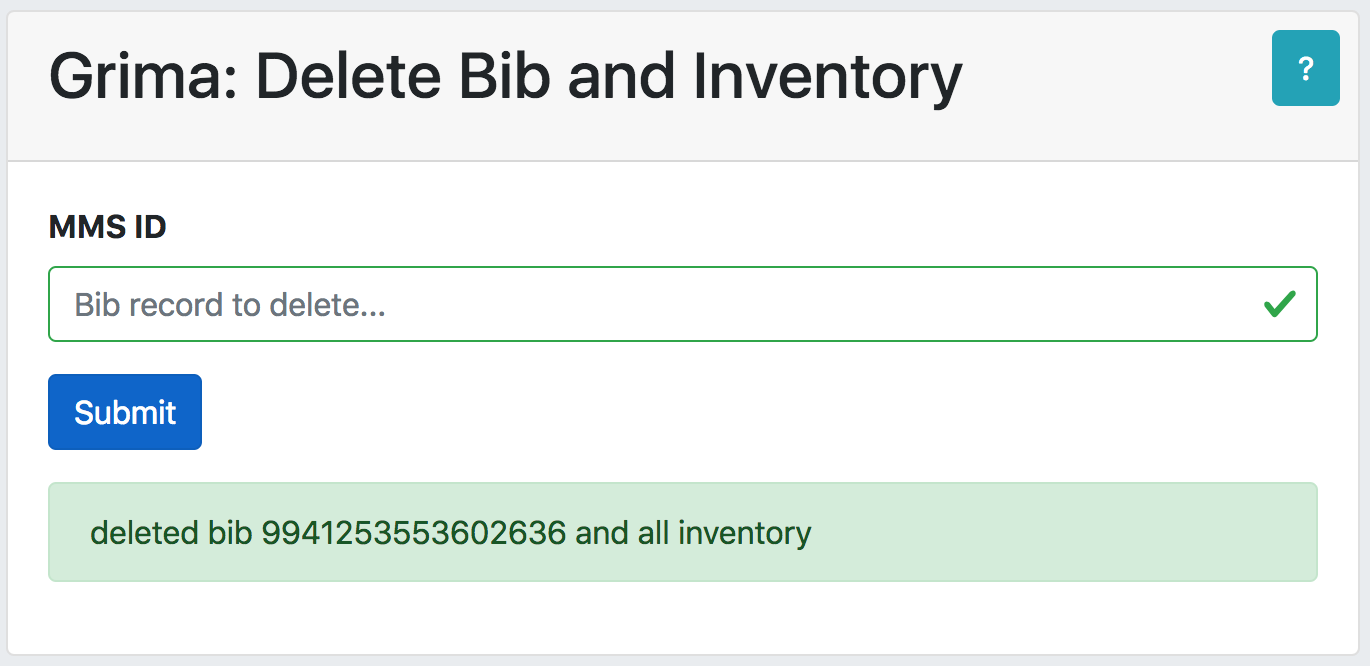 Grima: Delete Bib and Inventory
?
MMS ID
Bib record to delete...
Submit
deleted bib 9941253553602636 and all inventory